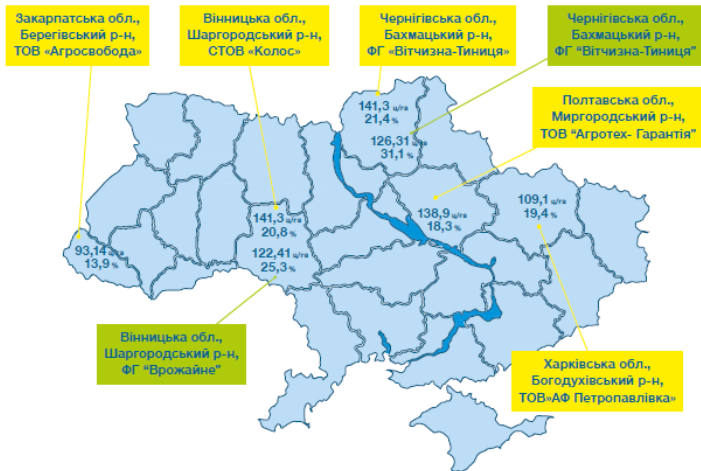 Закарпатська обл.,
Берегівський р-н,
ТОВ «Агросвобода»
Вінницька обл.,
Шаргородський р-н,
СТОВ «Колос»
Чернігівська обл.,
Бахмацький р-н,
ФГ «Вітчизна-Тиниця»
Чернігівська обл.,
Бахмацький р-н,
ФГ “Вітчизна-Тиниця”
Полтавська обл.,
Миргородський р-н,
ТОВ “Агротех- Гарантія”
141,3 ц/га
21,4 %
126,31 ц/га
31,1 %
138,9 ц/га
18,3 %
109,1 ц/га
19,4 %
141,3 ц/га
20,8 %
122,41 ц/га
25,3 %
93,14 ц/га
13,9 %
Вінницька обл.,
Шаргородський р-н,
ФГ “Врожайне”
Харківська обл.,
Богодухівський р-н,
ТОВ»АФ Петропавлівка»